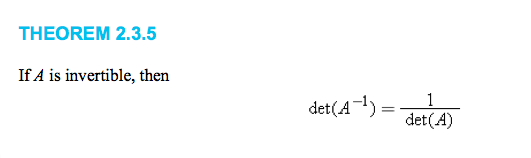 THEOREM 2.3.5
If A is invertible, then
det(A⁻¹) = 1/det(A)